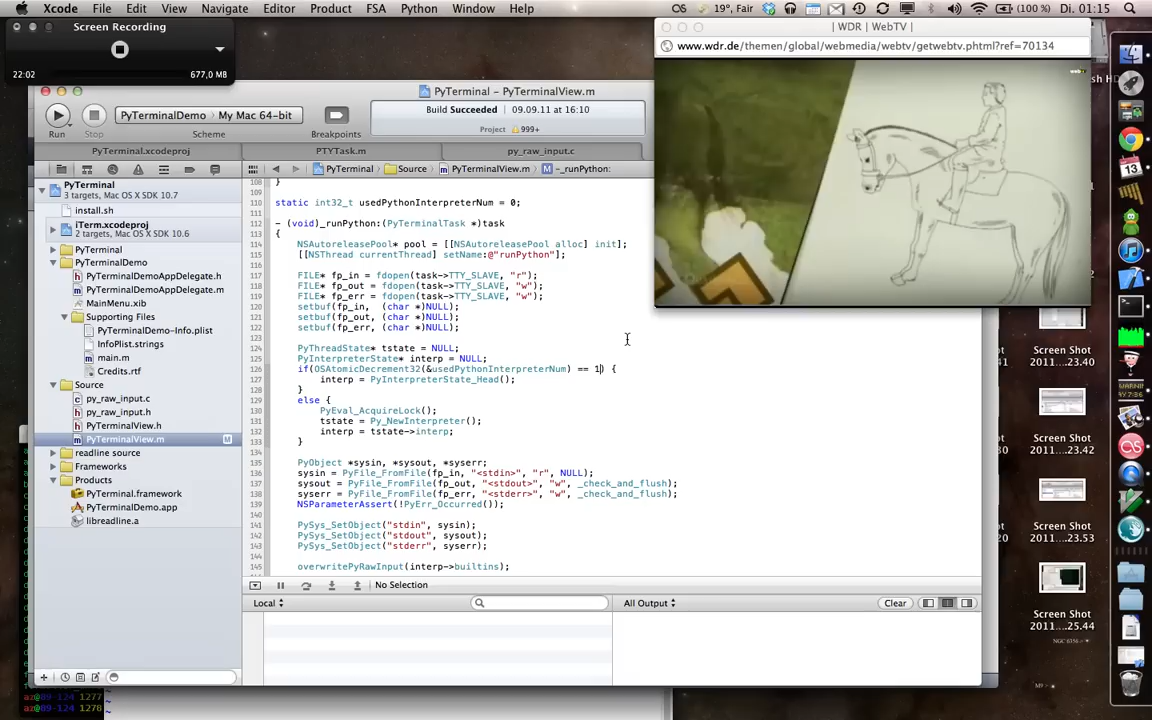 Xcode File Edit View Navigate Editor Product FSA Python Window Help 19°, Fair (100 %) Di. 01:15
Screen Recording
22:02 677,0 MB
| WDR | WebTV |
www.wdr.de/themen/global/webmedia/webtv/getwebtv.phtml?ref=70134
PyTerminal – PyTerminalView.m
Run Stop
PyTerminalDemo My Mac 64-bit
Scheme
Breakpoints
Build Succeeded 09.09.11 at 16:10
Project 999+
PyTerminal.xcodeproj PTYTask.m py_raw_input.c
PyTerminal Source PyTerminalView.m -_runPython:
PyTerminal
3 targets, Mac OS X SDK 10.7
install.sh
iTerm.xcodeproj
2 targets, Mac OS X SDK 10.6
PyTerminal
PyTerminalDemo
PyTerminalDemoAppDelegate.h
PyTerminalDemoAppDelegate.m
MainMenu.xib
Supporting Files
PyTerminalDemo-Info.plist
InfoPlist.strings
main.m
Credits.rtf
Source
py_raw_input.c
py_raw_input.h
PyTerminalView.h
PyTerminalView.m M
readline source
Frameworks
Products
PyTerminal.framework
PyTerminalDemo.app
libreadline.a
}
static int32_t usedPythonInterpreterNum = 0;
- (void)_runPython:(PyTerminalTask *)task
{
NSAutoreleasePool* pool = [[NSAutoreleasePool alloc] init];
[[NSThread currentThread] setName:@"runPython"];
FILE* fp_in = fdopen(task->TTY_SLAVE, "r");
FILE* fp_out = fdopen(task->TTY_SLAVE, "w");
FILE* fp_err = fdopen(task->TTY_SLAVE, "w");
setbuf(fp_in, (char *)NULL);
setbuf(fp_out, (char *)NULL);
setbuf(fp_err, (char *)NULL);
PyThreadState* tstate = NULL;
PyInterpreterState* interp = NULL;
if(OSAtomicDecrement32(&usedPythonInterpreterNum) == 1) {
interp = PyInterpreterState_Head();
}
else {
PyEval_AcquireLock();
tstate = Py_NewInterpreter();
interp = tstate->interp;
}
PyObject *sysin, *sysout, *syserr;
sysin = PyFile_FromFile(fp_in, "<stdin>", "r", NULL);
sysout = PyFile_FromFile(fp_out, "<stdout>", "w", _check_and_flush);
syserr = PyFile_FromFile(fp_err, "<stderr>", "w", _check_and_flush);
NSParameterAssert(!PyErr_Occurred());
PySys_SetObject("stdin", sysin);
PySys_SetObject("stdout", sysout);
PySys_SetObject("stderr", syserr);
overwritePyRawInput(interp->builtins);
No Selection
Local All Output Clear
23.40
Screen Shot
2011....23.42
Screen Shot
2011....23.53
Screen Shot
2011....25.44
az@89-124 1277
az@89-124 1278